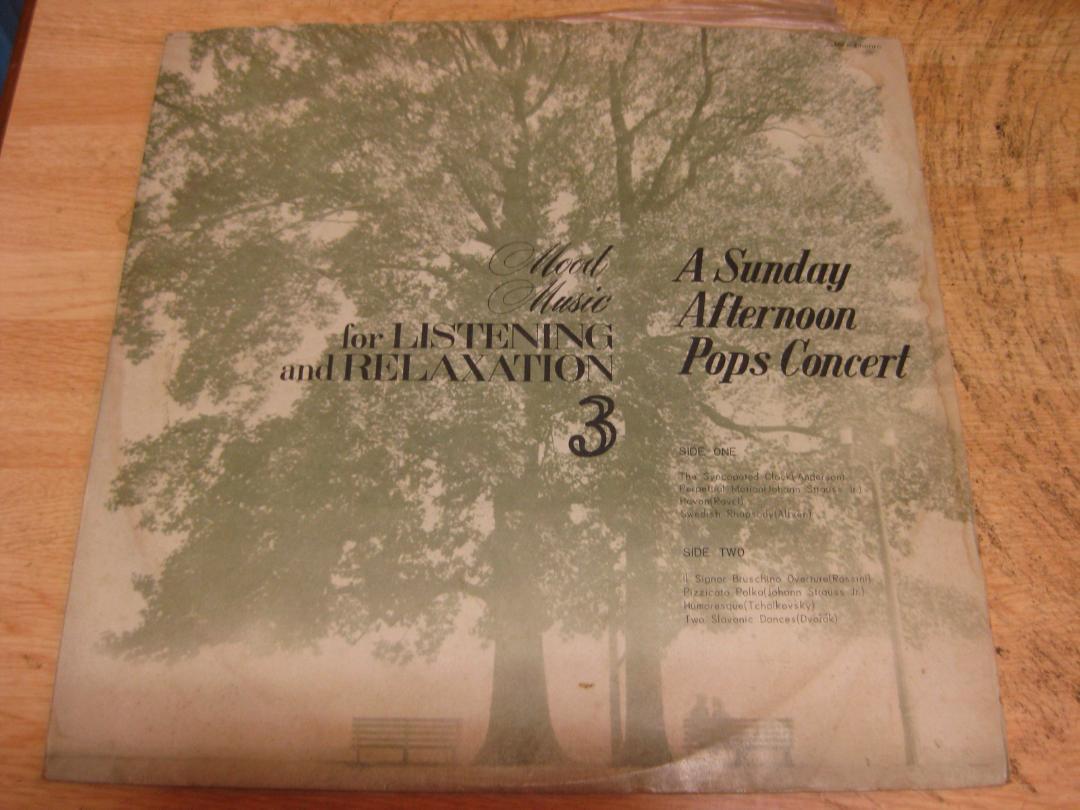 Mood
Music
for LISTENING
and RELAXATION
3
A Sunday
Afternoon
Pops Concert
SIDE ONE
The Syncopated Clock(Anderson)
Perpetual Motion(Johann Strauss Jr.)
Pavan(Ravel)
Swedish Rhapsody(Alfven)
SIDE TWO
Il Signor Bruschino Overture(Rossini)
Pizzicato Polka(Johann Strauss Jr.)
Humoresque(Tchaikovsky)
Two Slavonic Dances(Dvořák)